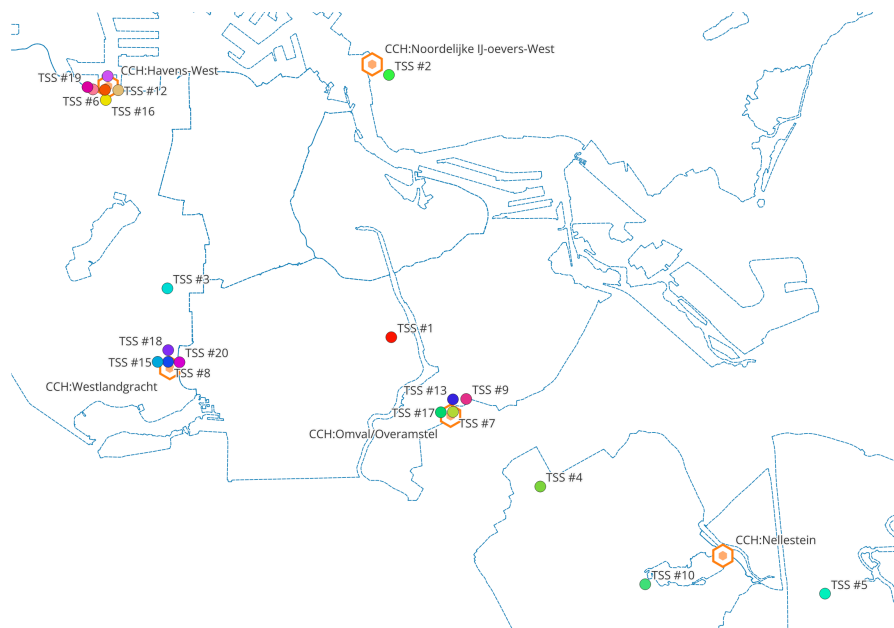 CCH:Noordelijke IJ-oevers-West
TSS #2
CCH:Havens-West
TSS #19
TSS #12
TSS #6
TSS #16
TSS #3
TSS #1
TSS #18
TSS #20
TSS #15
TSS #8
CCH:Westlandgracht
TSS #13
TSS #9
TSS #17
TSS #7
CCH:Omval/Overamstel
TSS #4
CCH:Nellestein
TSS #10
TSS #5